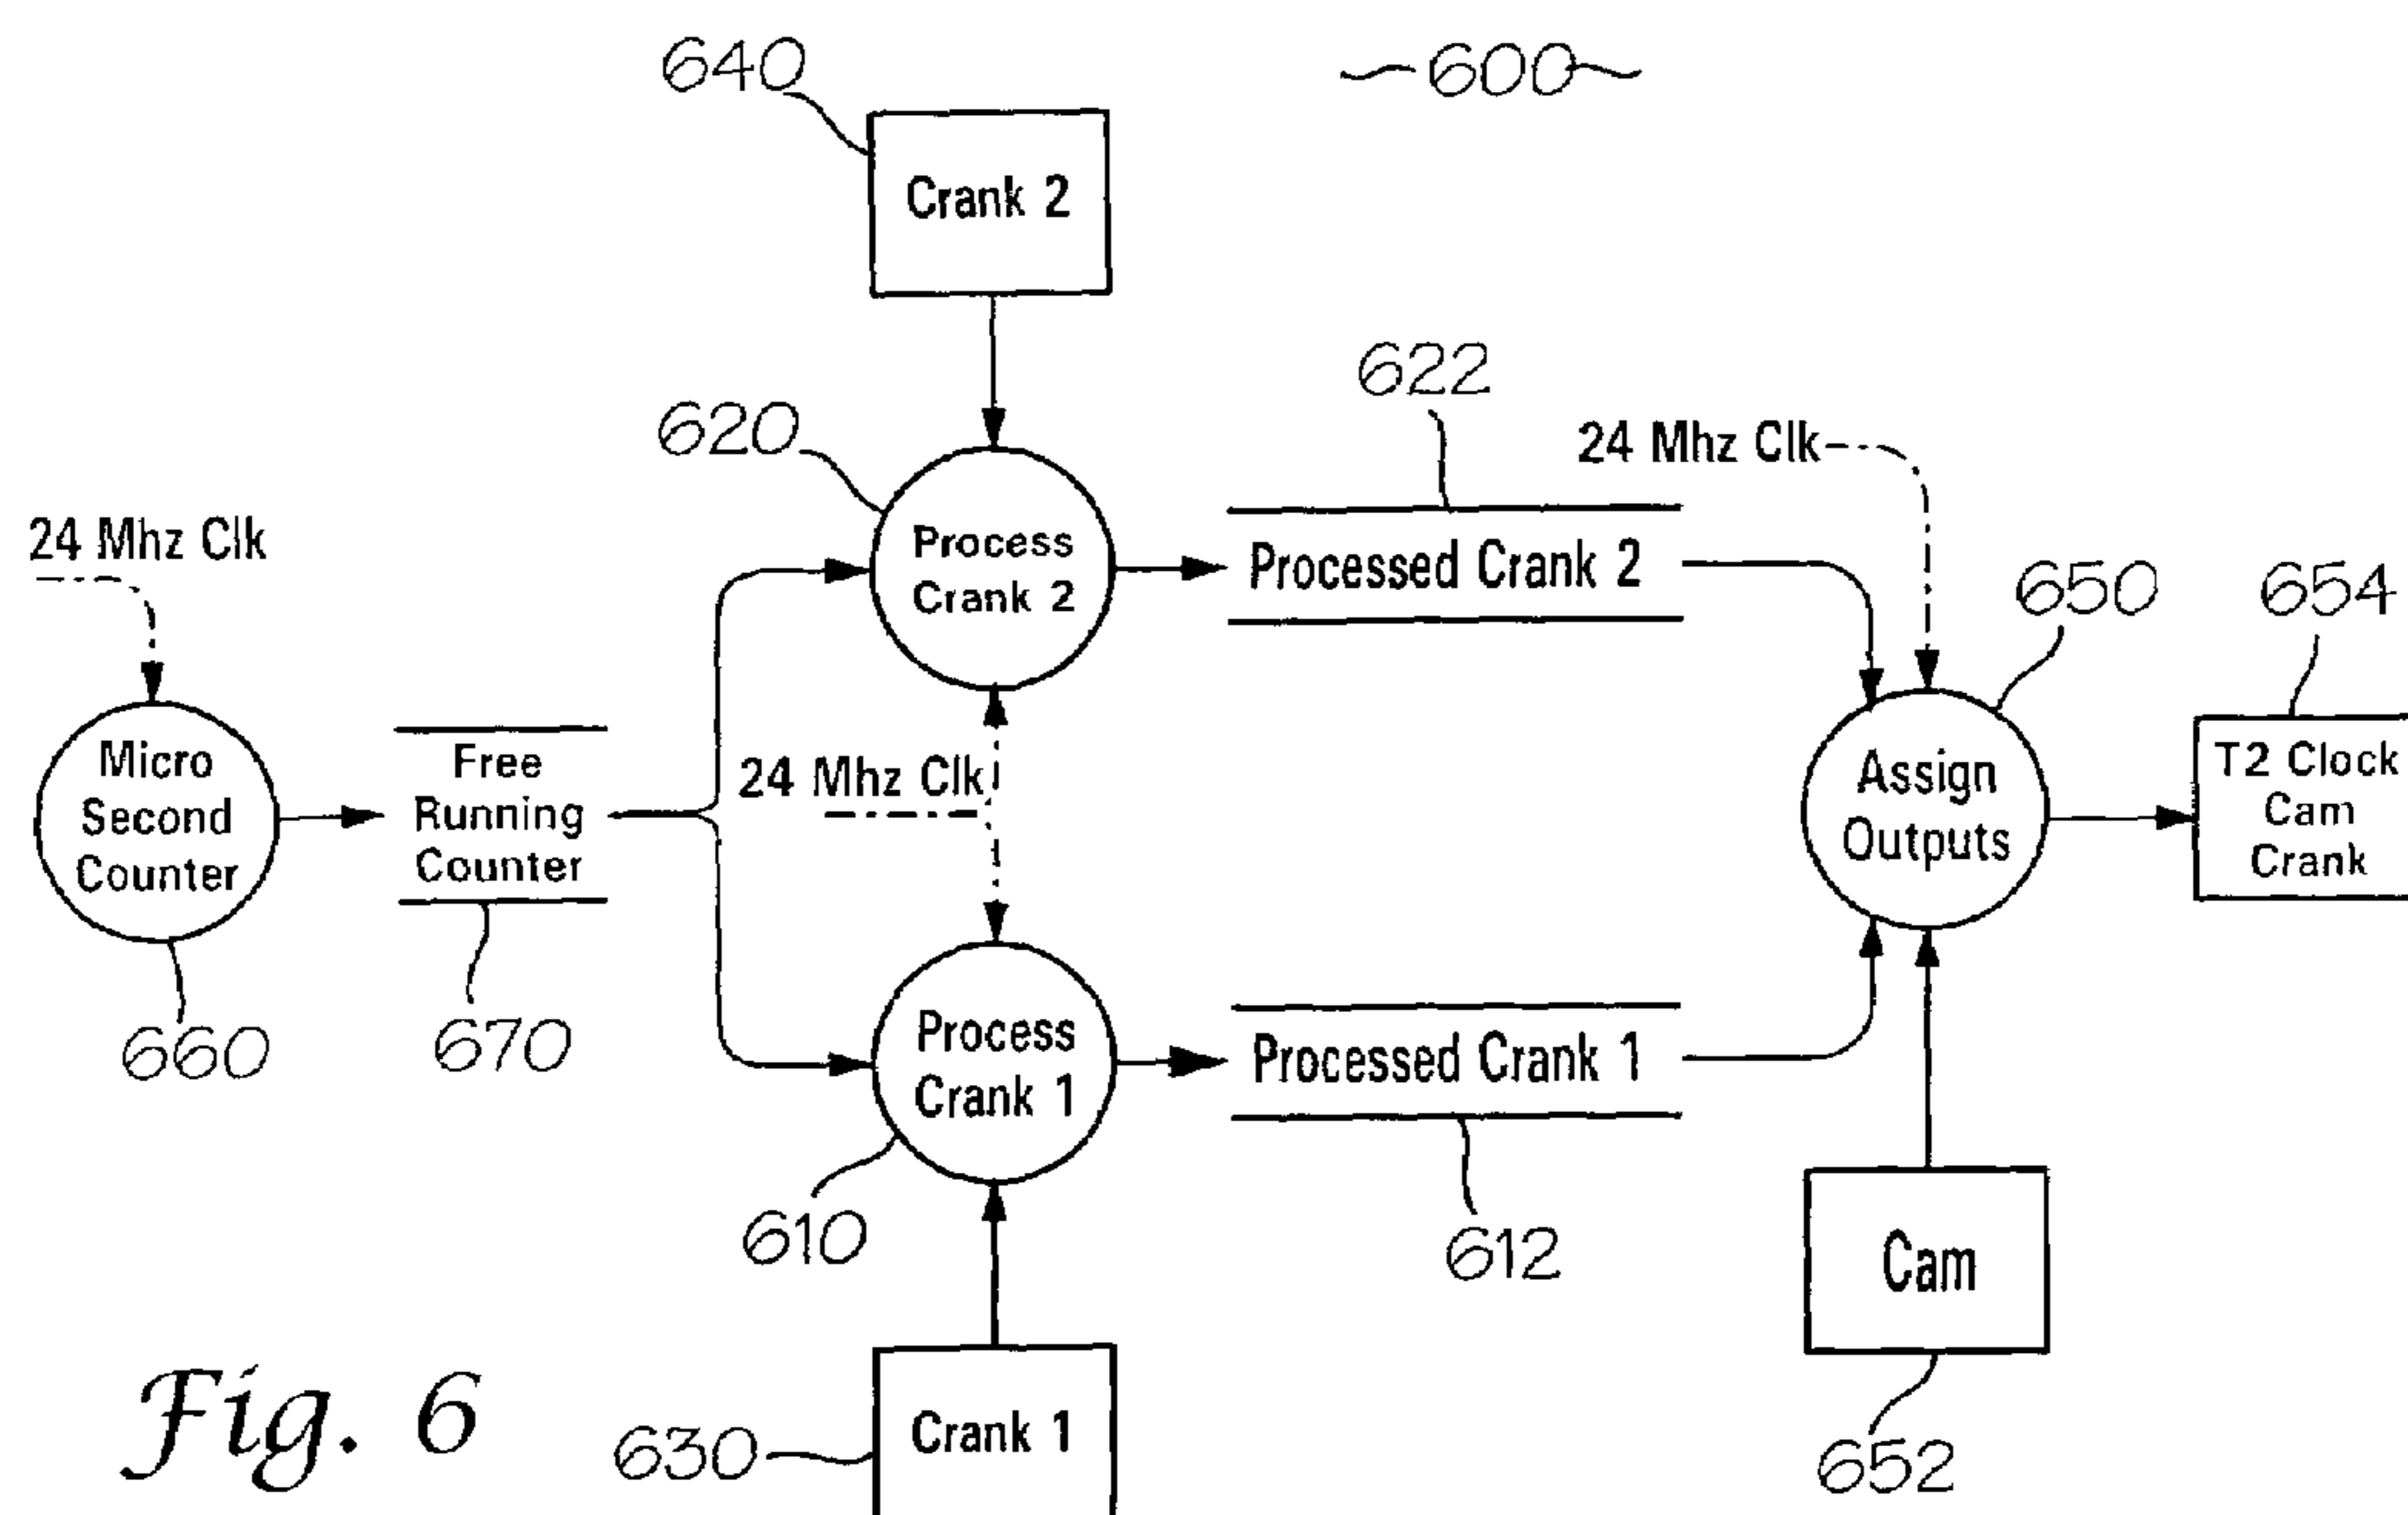 640
~600~
Crank 2
622
620
24 Mhz Clk
Process
Crank 2
Processed Crank 2
24 Mhz Clk
650
654
Micro
Second
Counter
Free
Running
Counter
24 Mhz Clk
Assign
Outputs
T2 Clock
Cam
Crank
660
670
Process
Crank 1
Processed Crank 1
610
612
Cam
Fig. 6
630
Crank 1
652